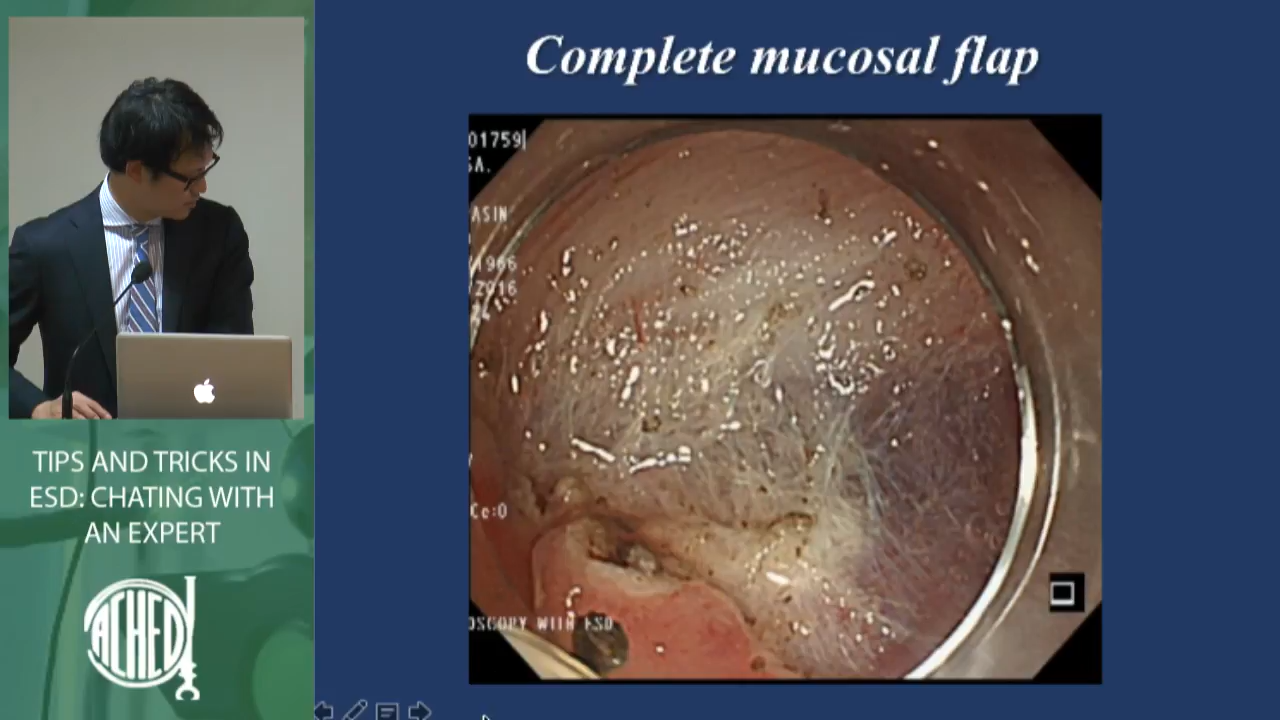 Complete mucosal flap
01759
SA.
ASIN
1966
2016
Ce:0
OSCOPY WITH ESD
TIPS AND TRICKS IN
ESD: CHATING WITH
AN EXPERT
ACHED